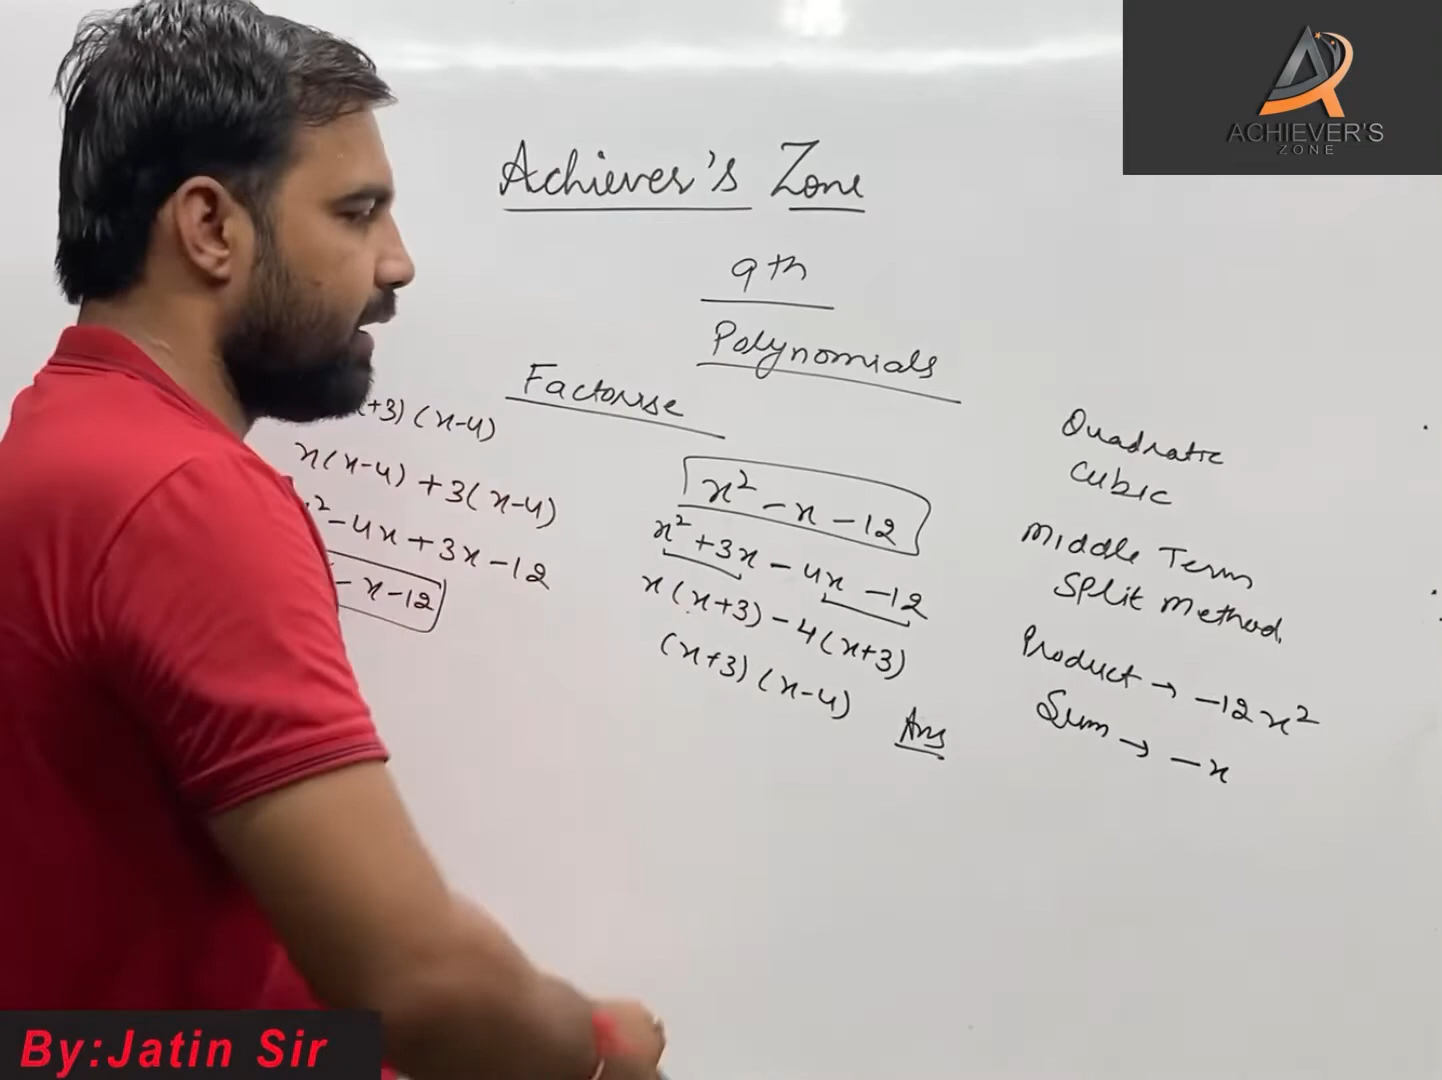 ACHIEVER'S
ZONE
Achiever's Zone
9th
Polynomials
Factorise
+3) (x-4)
x(x-4) +3(x-4)
²-4x+3x-12
-x-12
x² -x -12
x² +3x -4x -12
x(x+3) -4(x+3)
(x+3) (x-4)
Ans
Quadratic
Cubic
Middle Term
Split Method.
Product → -12x²
Sum → -x
By:Jatin Sir